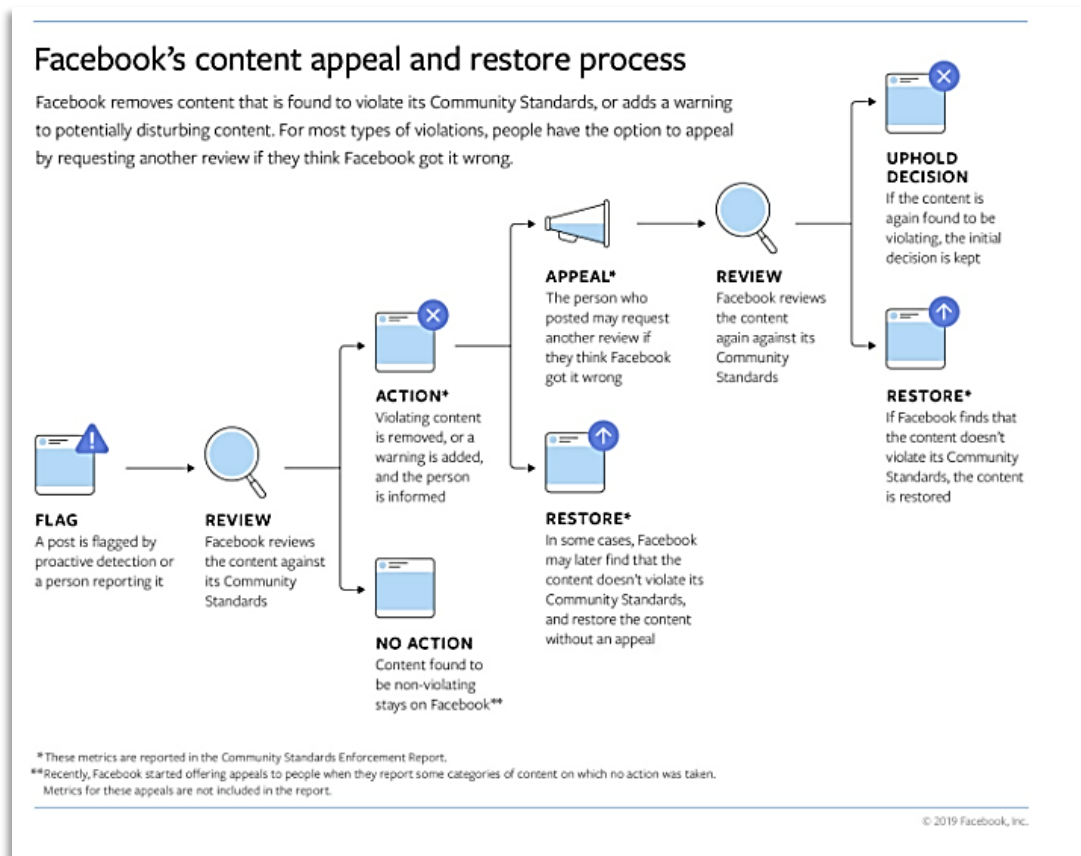 Facebook's content appeal and restore process
Facebook removes content that is found to violate its Community Standards, or adds a warning
to potentially disturbing content. For most types of violations, people have the option to appeal
by requesting another review if they think Facebook got it wrong.
FLAG
A post is flagged by
proactive detection or
a person reporting it
REVIEW
Facebook reviews
the content against
its Community
Standards
ACTION*
Violating content
is removed, or a
warning is added,
and the person
is informed
NO ACTION
Content found to
be non-violating
stays on Facebook**
APPEAL*
The person who
posted may request
another review if
they think Facebook
got it wrong
RESTORE*
In some cases, Facebook
may later find that the
content doesn't violate its
Community Standards,
and restore the content
without an appeal
REVIEW
Facebook reviews
the content
again against its
Community
Standards
UPHOLD
DECISION
If the content is
again found to be
violating, the initial
decision is kept
RESTORE*
If Facebook finds that
the content doesn't
violate its Community
Standards, the content
is restored
*These metrics are reported in the Community Standards Enforcement Report.
**Recently, Facebook started offering appeals to people when they report some categories of content on which no action was taken.
Metrics for these appeals are not included in the report.
© 2019 Facebook, Inc.